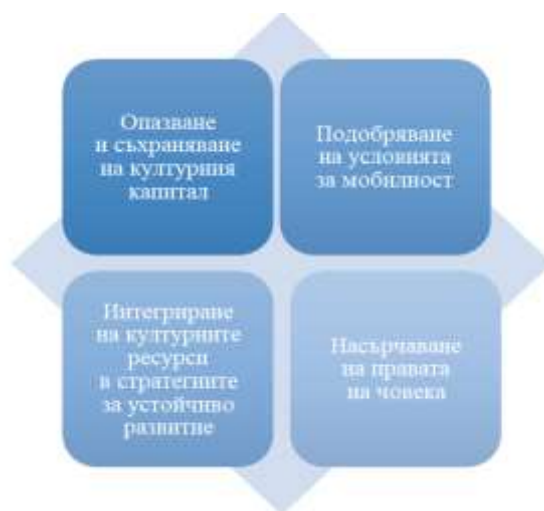 Опазване
и съхраняване
на културния
капитал
Подобряване
на условията
за мобилност
Интегриране
на културните
ресурси
в стратегиите
за устойчиво
развитие
Насърчаване
на правата
на човека